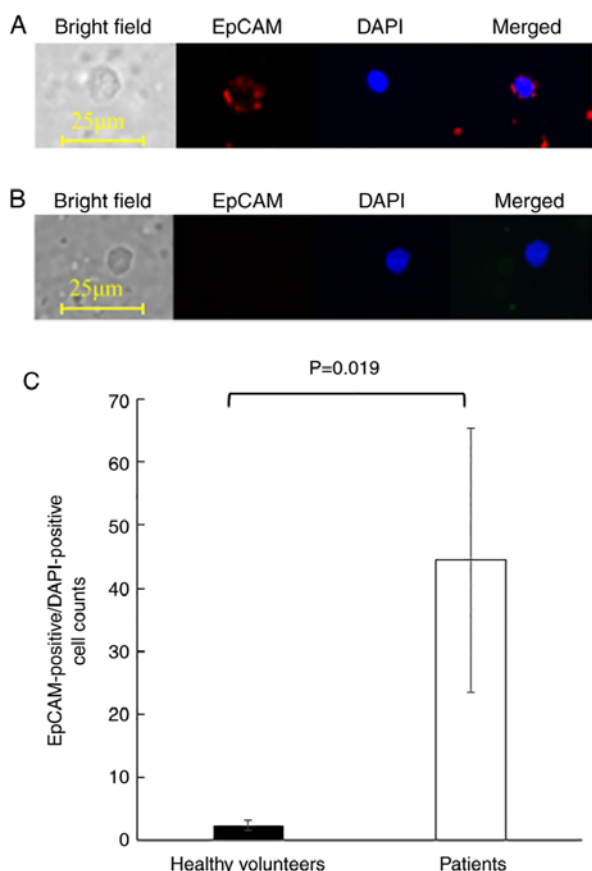 A
Bright field EpCAM DAPI Merged
25μm
B
Bright field EpCAM DAPI Merged
25μm
C
P=0.019
70
60
50
40
30
20
10
0
EpCAM-positive/DAPI-positive
cell counts
Healthy volunteers Patients